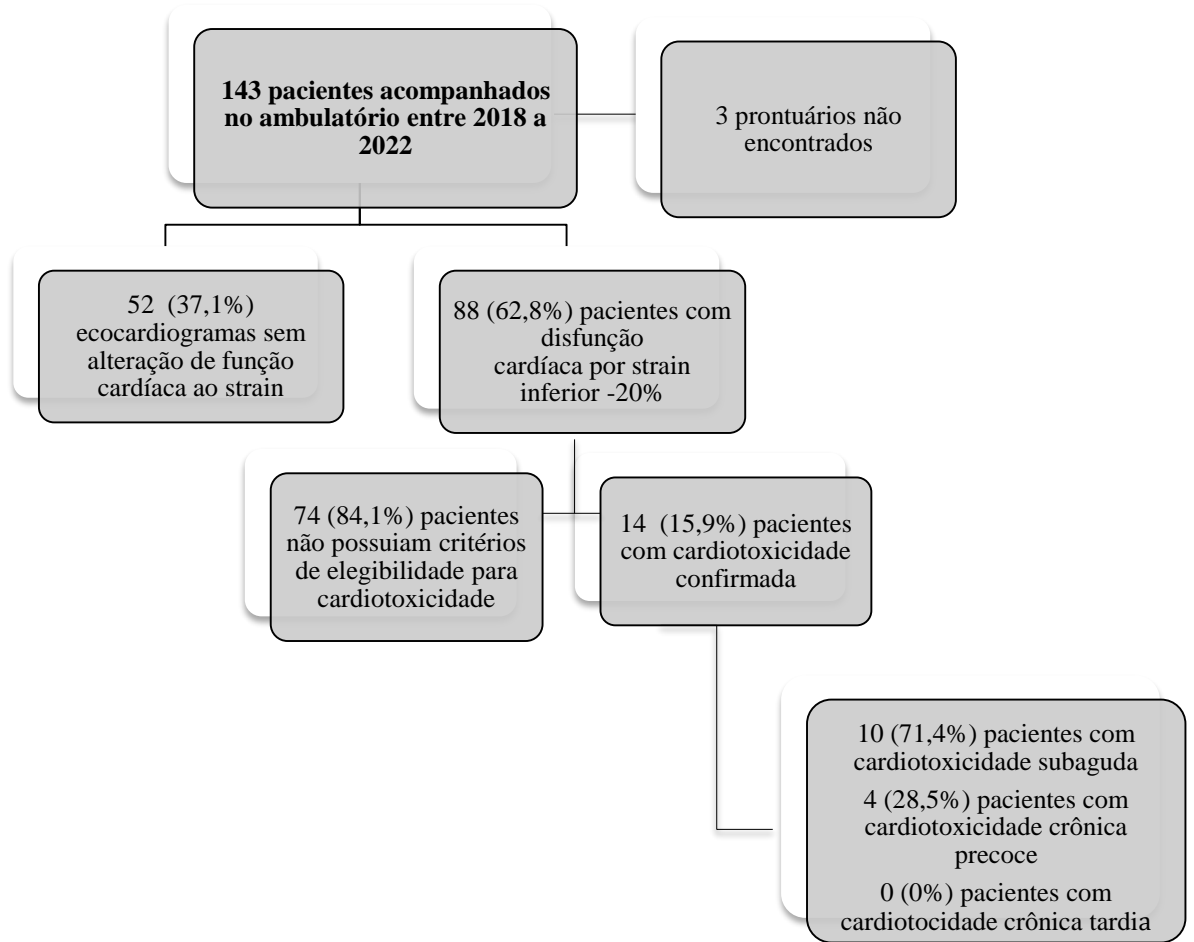 143 pacientes acompanhados
no ambulatório entre 2018 a
2022
3 prontuários não
encontrados
52 (37,1%)
ecocardiogramas sem
alteração de função
cardíaca ao strain
88 (62,8%) pacientes com
disfunção
cardíaca por strain
inferior -20%
74 (84,1%) pacientes
não possuiam critérios
de elegibilidade para
cardiotoxicidade
14 (15,9%) pacientes
com cardiotoxicidade
confirmada
10 (71,4%) pacientes com
cardiotoxicidade subaguda
4 (28,5%) pacientes com
cardiotoxicidade crônica
precoce
0 (0%) pacientes com
cardiotocidade crônica tardia